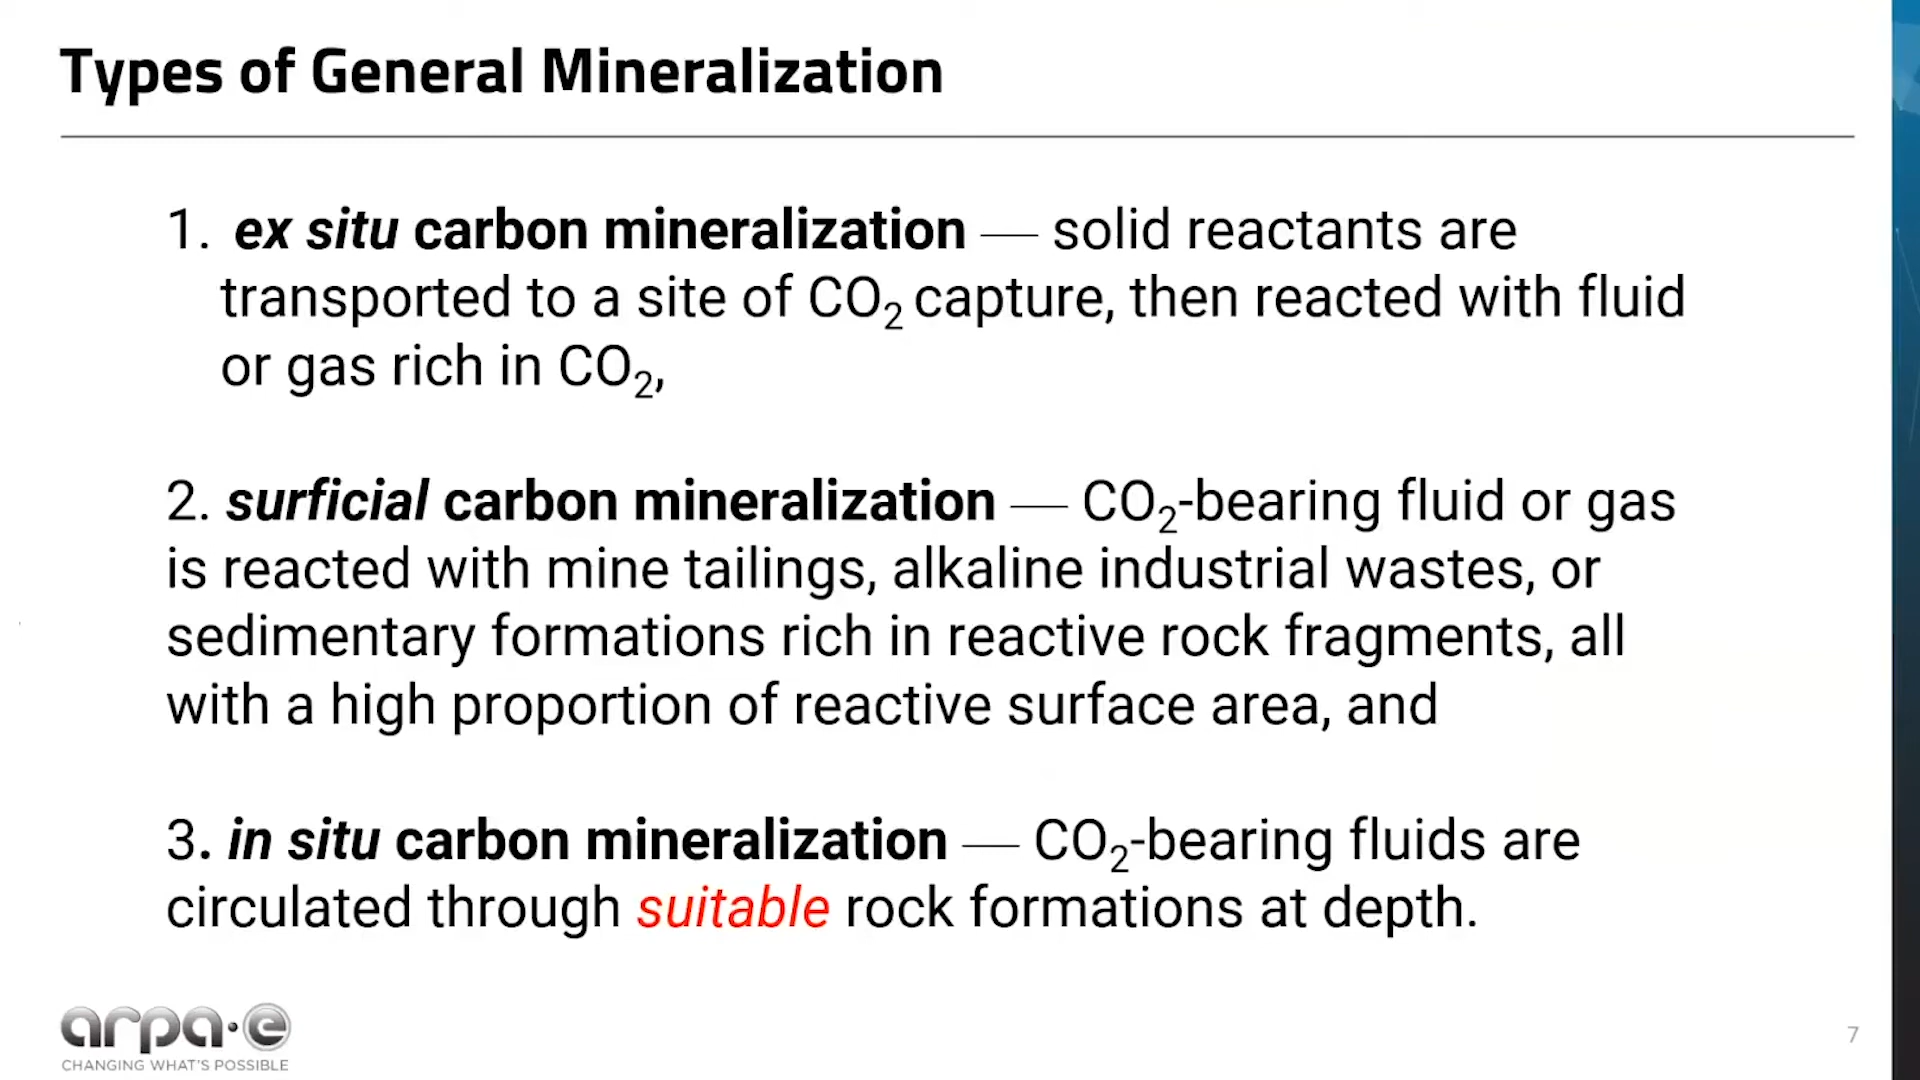 Types of General Mineralization
1. ex situ carbon mineralization — solid reactants are
transported to a site of CO₂ capture, then reacted with fluid
or gas rich in CO₂,
2. surficial carbon mineralization — CO₂-bearing fluid or gas
is reacted with mine tailings, alkaline industrial wastes, or
sedimentary formations rich in reactive rock fragments, all
with a high proportion of reactive surface area, and
3. in situ carbon mineralization — CO₂-bearing fluids are
circulated through suitable rock formations at depth.
arpa·e
CHANGING WHAT'S POSSIBLE
7